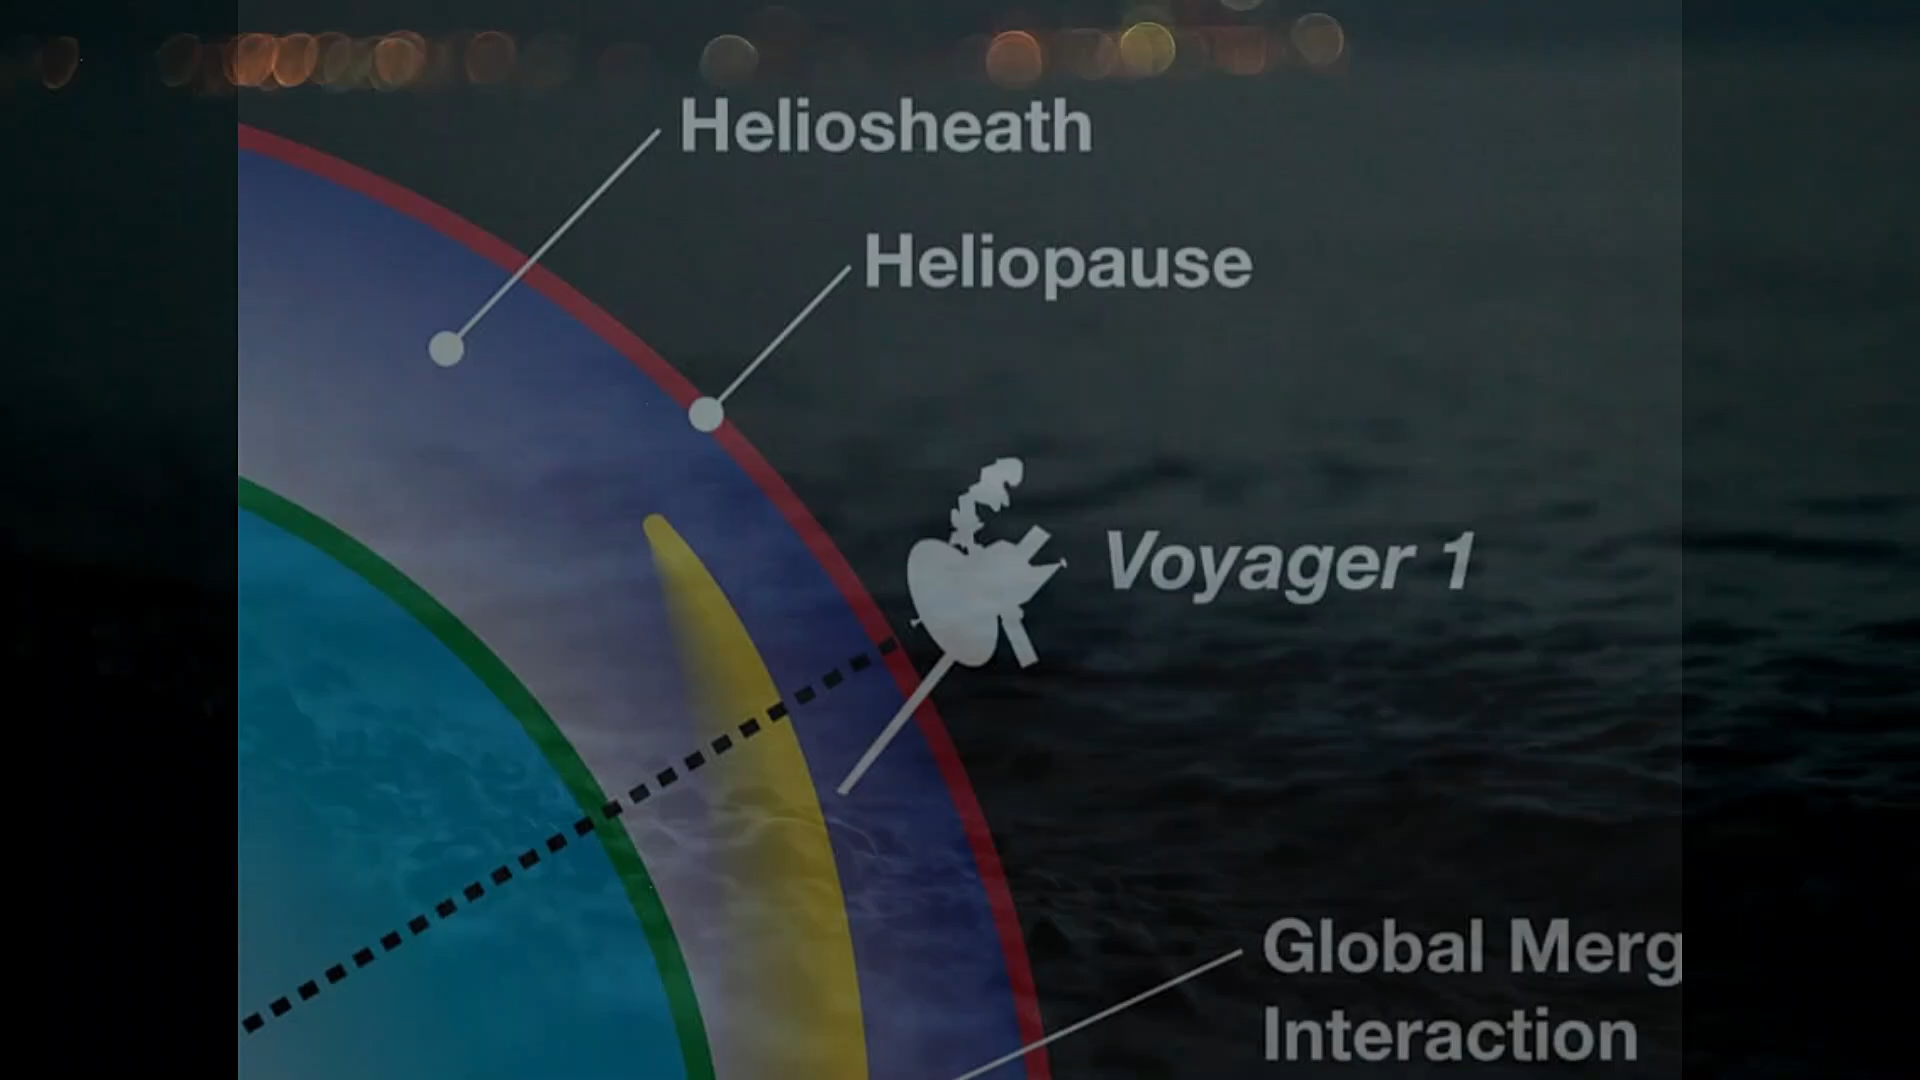 Heliosheath
Heliopause
Voyager 1
Global Merg
Interaction